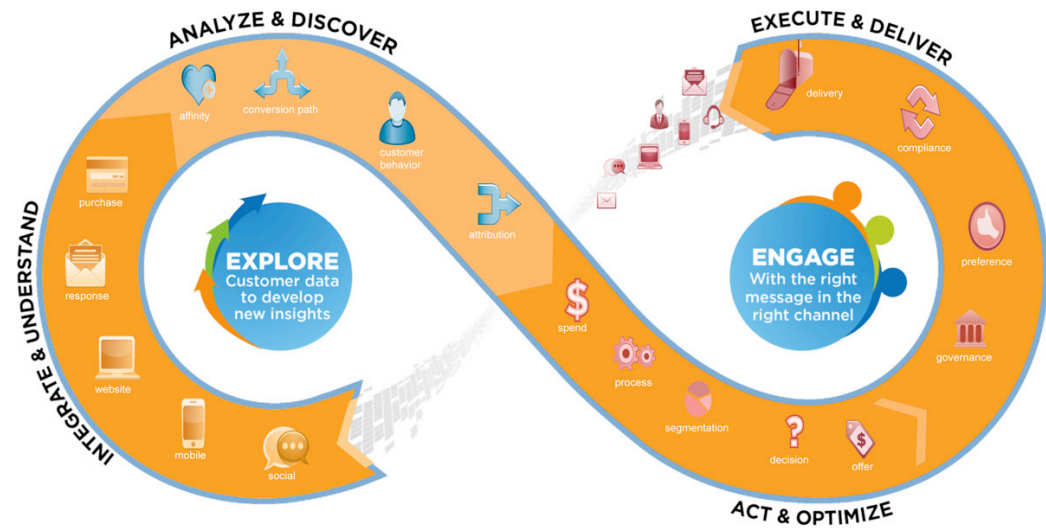 ANALYZE & DISCOVER
EXECUTE & DELIVER
INTEGRATE & UNDERSTAND
ACT & OPTIMIZE
affinity
conversion path
customer
behavior
attribution
purchase
response
website
mobile
social
EXPLORE
Customer data
to develop
new insights
$
spend
process
segmentation
?
decision
$
offer
ENGAGE
With the right
message in the
right channel
delivery
compliance
preference
governance